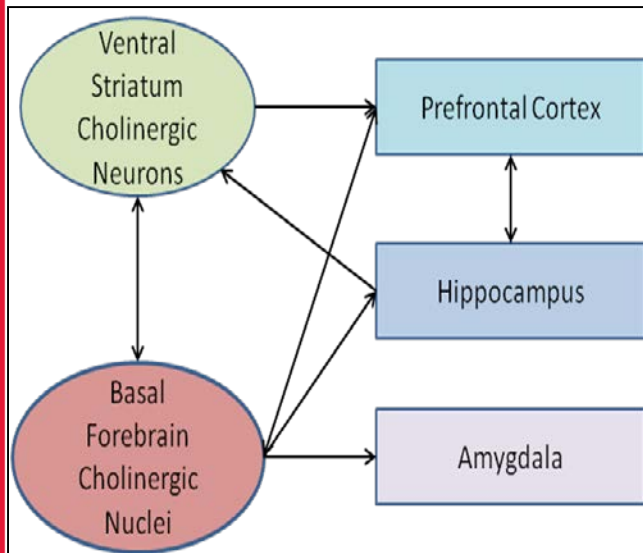 Ventral
Striatum
Cholinergic
Neurons
Prefrontal Cortex
Hippocampus
Basal
Forebrain
Cholinergic
Nuclei
Amygdala